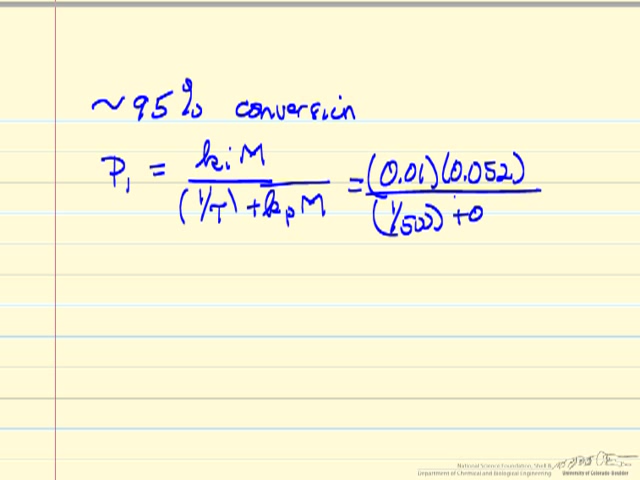 ~95% conversion
P₁ = kᵢM / ((1/τ) + kₚM) = (0.01)(0.052) / ((1/500) + 0
National Science Foundation, Shell &
Department of Chemical and Biological Engineering
University of Colorado Boulder